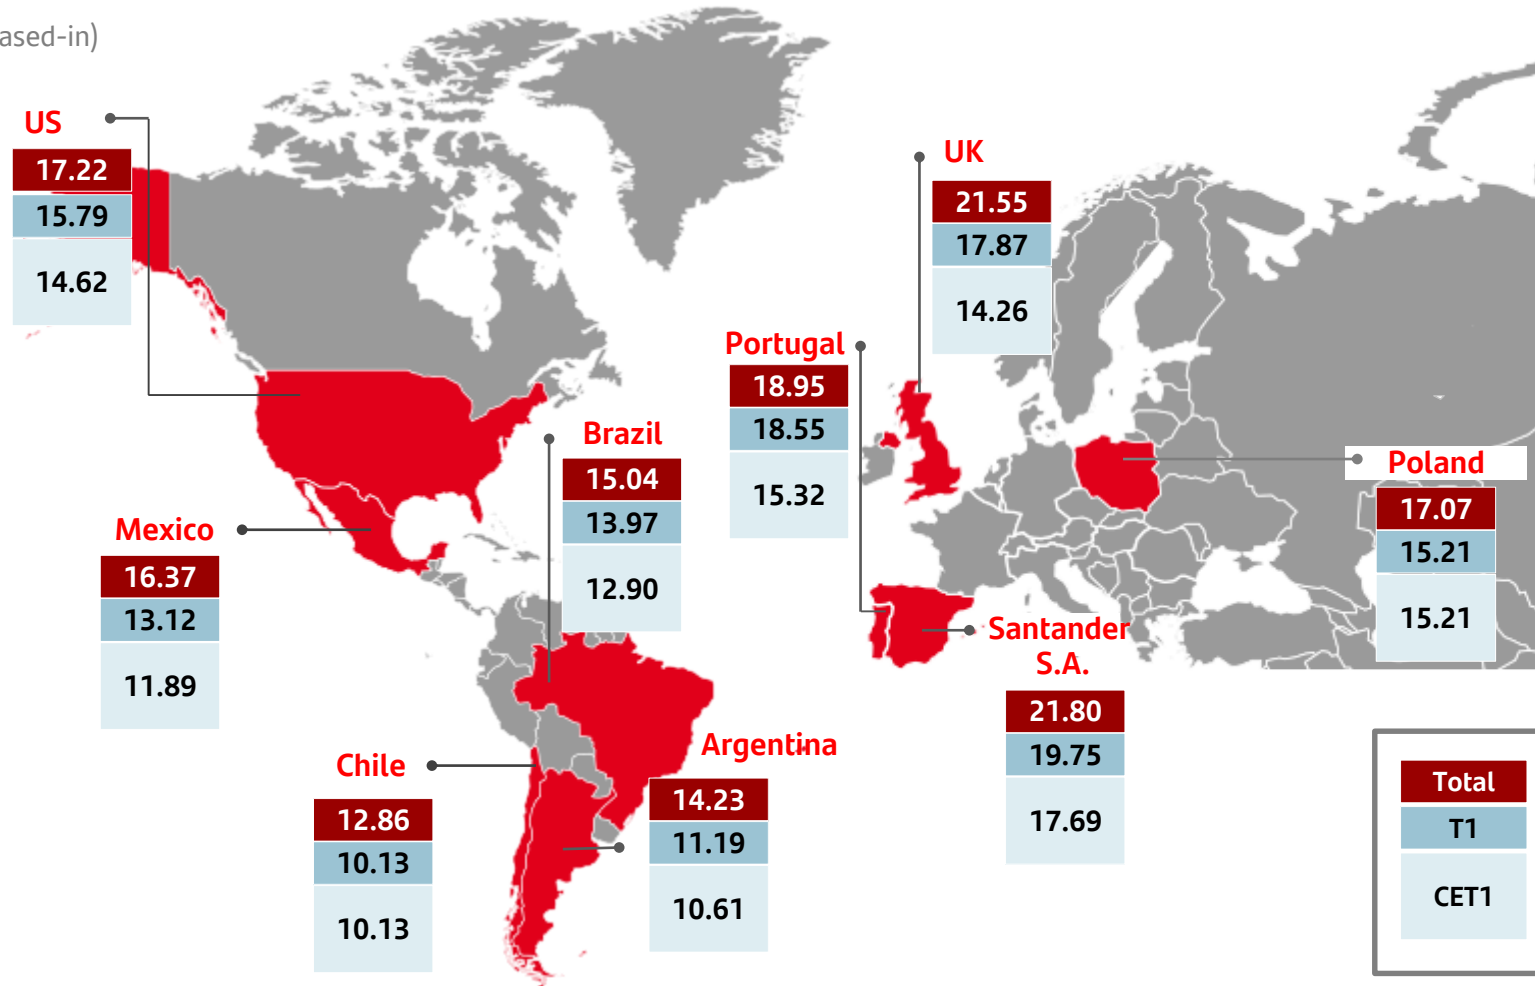 ased-in)
US
17.22
15.79
14.62
UK
21.55
17.87
14.26
Portugal
18.95
18.55
15.32
Brazil
15.04
13.97
12.90
Poland
17.07
15.21
15.21
Mexico
16.37
13.12
11.89
Santander
S.A.
21.80
19.75
17.69
Chile
12.86
10.13
10.13
Argentina
14.23
11.19
10.61
Total
T1
CET1